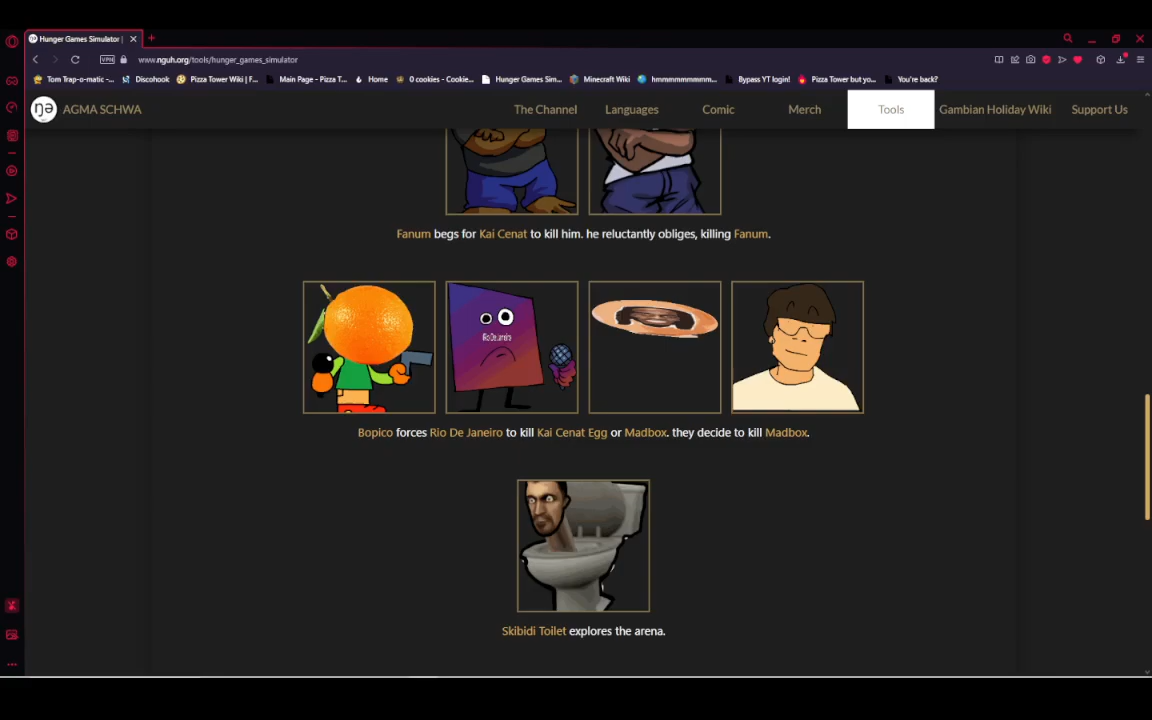 Hunger Games Simulator |
VPN
www.nguh.org/tools/hunger_games_simulator
Tom Trap-o-matic -... Discohook Pizza Tower Wiki | F... Main Page - Pizza T... Home 0 cookies - Cookie... Hunger Games Sim... Minecraft Wiki hmmmmmmmmm... Bypass YT login! Pizza Tower but yo... You're back?
ŋə AGMA SCHWA The Channel Languages Comic Merch Tools Gambian Holiday Wiki Support Us
Fanum begs for Kai Cenat to kill him. he reluctantly obliges, killing Fanum.
Bopico forces Rio De Janeiro to kill Kai Cenat Egg or Madbox. they decide to kill Madbox.
Skibidi Toilet explores the arena.